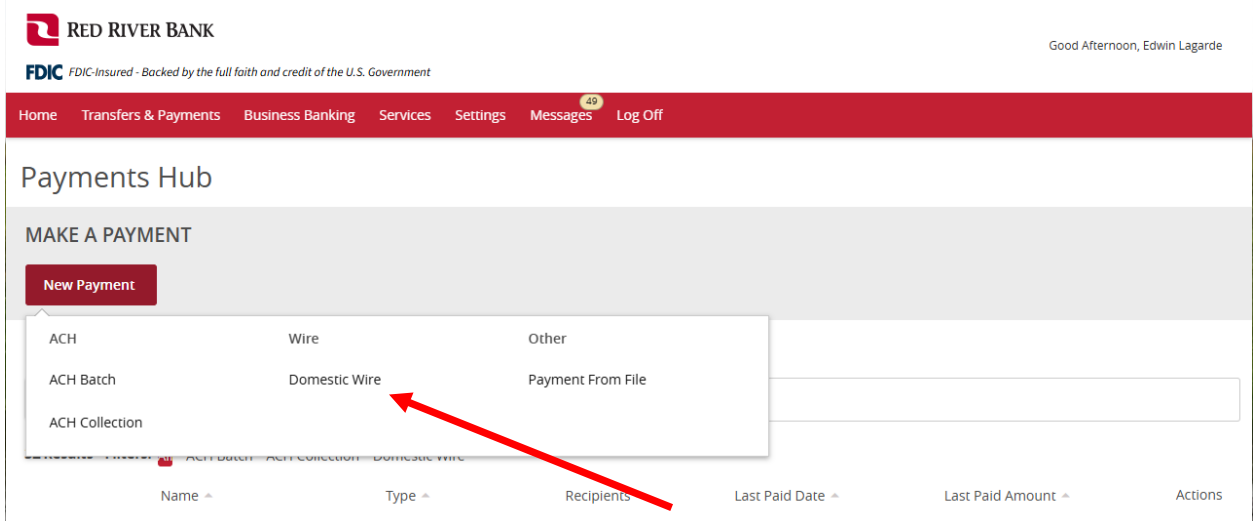 RED RIVER BANK
Good Afternoon, Edwin Lagarde
FDIC FDIC-Insured - Backed by the full faith and credit of the U.S. Government
49
Home Transfers & Payments Business Banking Services Settings Messages Log Off
Payments Hub
MAKE A PAYMENT
New Payment
ACH Wire Other
ACH Batch Domestic Wire Payment From File
ACH Collection
ACH Batch ACH Collection Domestic Wire
Name Type Recipients Last Paid Date Last Paid Amount Actions